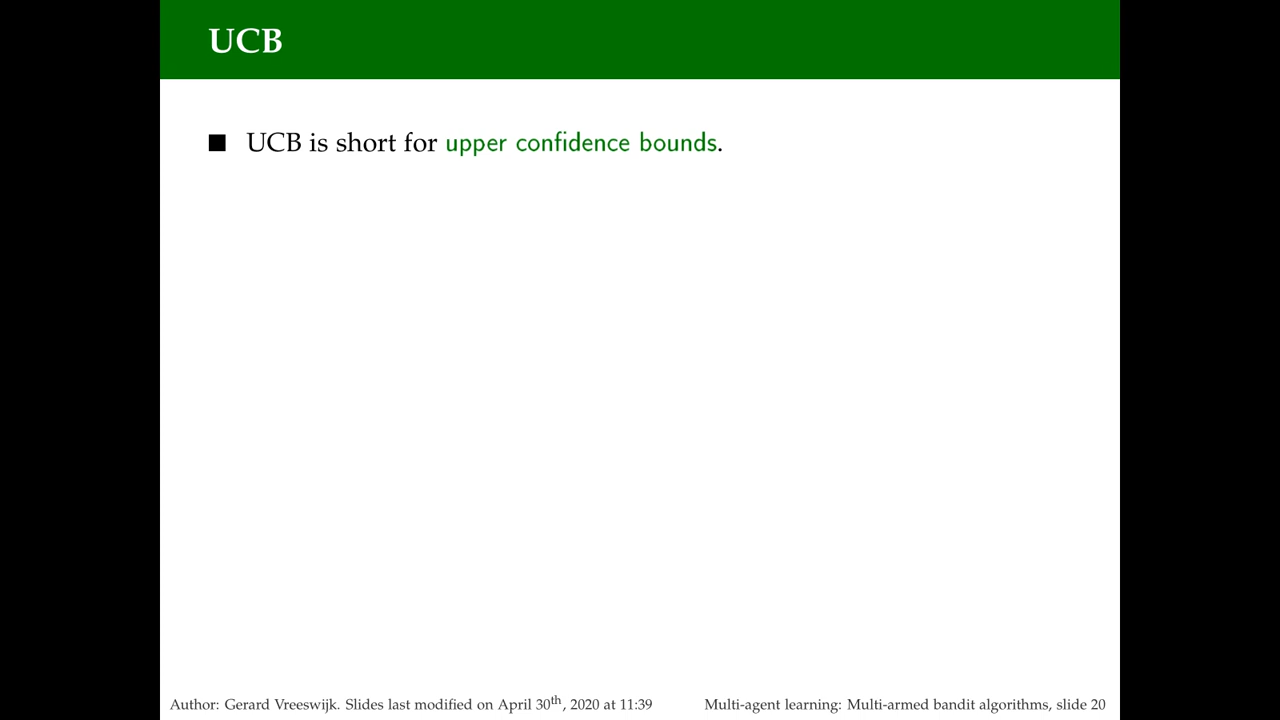 UCB
■ UCB is short for upper confidence bounds.
Author: Gerard Vreeswijk. Slides last modified on April 30th, 2020 at 11:39
Multi-agent learning: Multi-armed bandit algorithms, slide 20